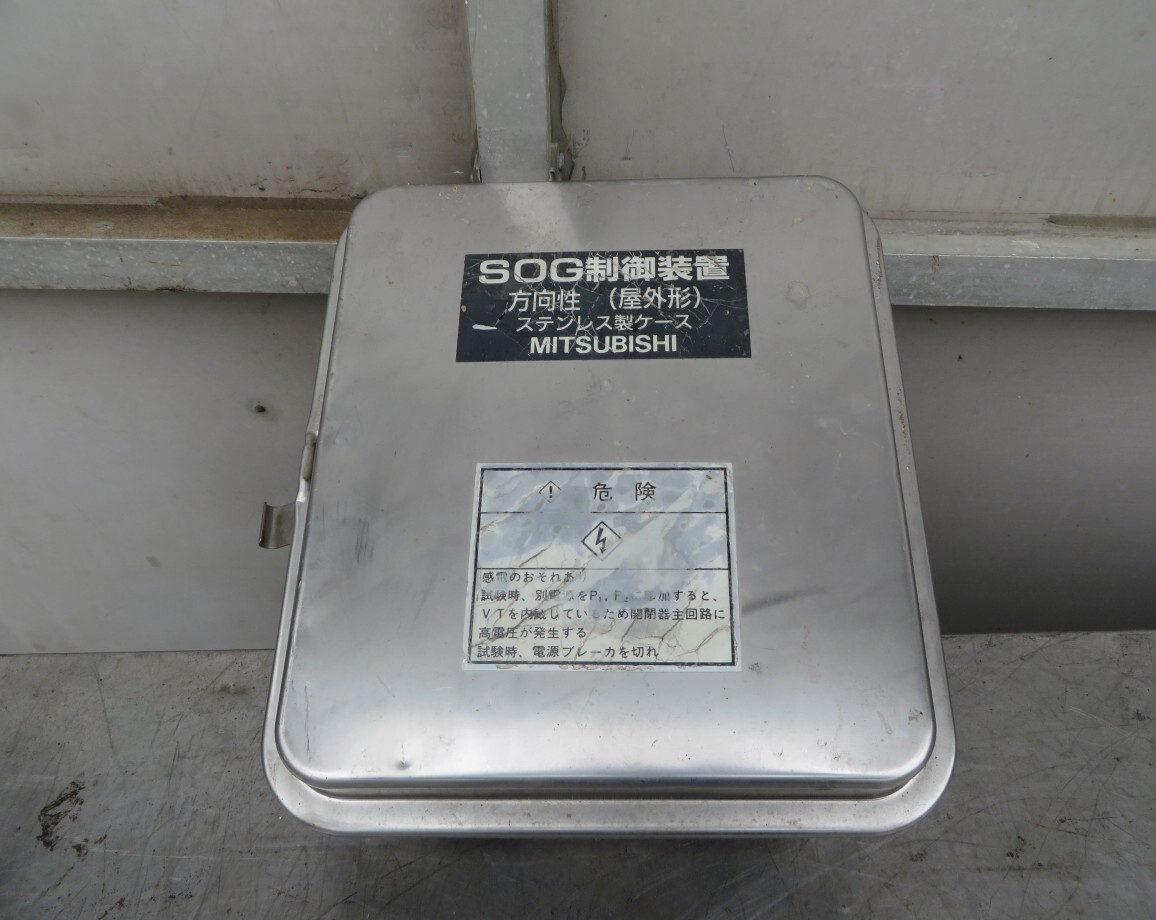 SOG制御装置
方向性 (屋外形)
ステンレス製ケース
MITSUBISHI
危険
感電のおそれあり
試験時、別電源をP₁, P₂に印加すると、
V/Tを内蔵しているため開閉器主回路に
高電圧が発生する
試験時、電源ブレーカを切れ